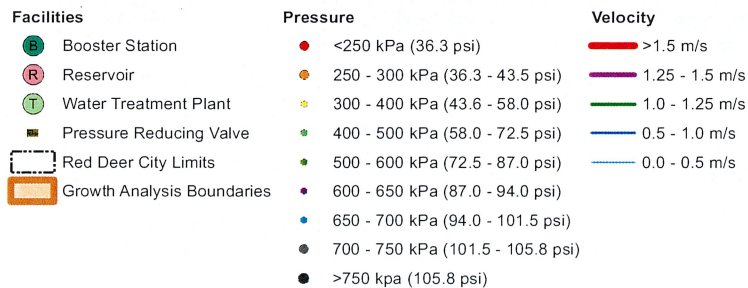 Facilities
B Booster Station
R Reservoir
T Water Treatment Plant
Pressure Reducing Valve
Red Deer City Limits
Growth Analysis Boundaries
Pressure
<250 kPa (36.3 psi)
250 - 300 kPa (36.3 - 43.5 psi)
300 - 400 kPa (43.6 - 58.0 psi)
400 - 500 kPa (58.0 - 72.5 psi)
500 - 600 kPa (72.5 - 87.0 psi)
600 - 650 kPa (87.0 - 94.0 psi)
650 - 700 kPa (94.0 - 101.5 psi)
700 - 750 kPa (101.5 - 105.8 psi)
>750 kpa (105.8 psi)
Velocity
>1.5 m/s
1.25 - 1.5 m/s
1.0 - 1.25 m/s
0.5 - 1.0 m/s
0.0 - 0.5 m/s